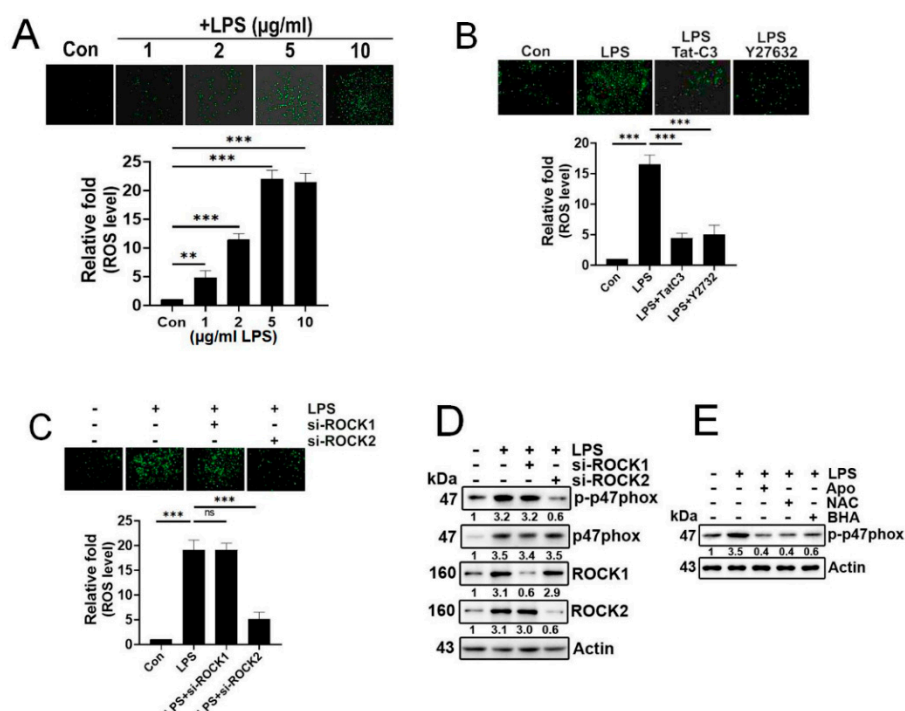 A
+LPS (µg/ml)
Con 1 2 5 10
Relative fold
(ROS level)
25
20
15
10
5
0
***
***
***
**
Con 1 2 5 10
(µg/ml LPS)
B
Con LPS LPS Tat-C3 LPS Y27632
Relative fold
(ROS level)
20
15
10
5
0
***
*** ***
Con
LPS
LPS+TatC3
LPS+Y2732
C
- + + + LPS
- - + - si-ROCK1
- - - + si-ROCK2
Relative fold
(ROS level)
25
20
15
10
5
0
***
*** ns
Con
LPS
LPS+si-ROCK1
LPS+si-ROCK2
D
- + + + LPS
- - + - si-ROCK1
kDa - - - + si-ROCK2
47 p-p47phox
1 3.2 3.2 0.6
47 p47phox
1 3.5 3.4 3.5
160 ROCK1
1 3.1 0.6 2.9
160 ROCK2
1 3.1 3.0 0.6
43 Actin
E
- + + + + LPS
- - + - - Apo
- - - + - NAC
kDa - - - - + BHA
47 p-p47phox
1 3.5 0.4 0.4 0.6
43 Actin